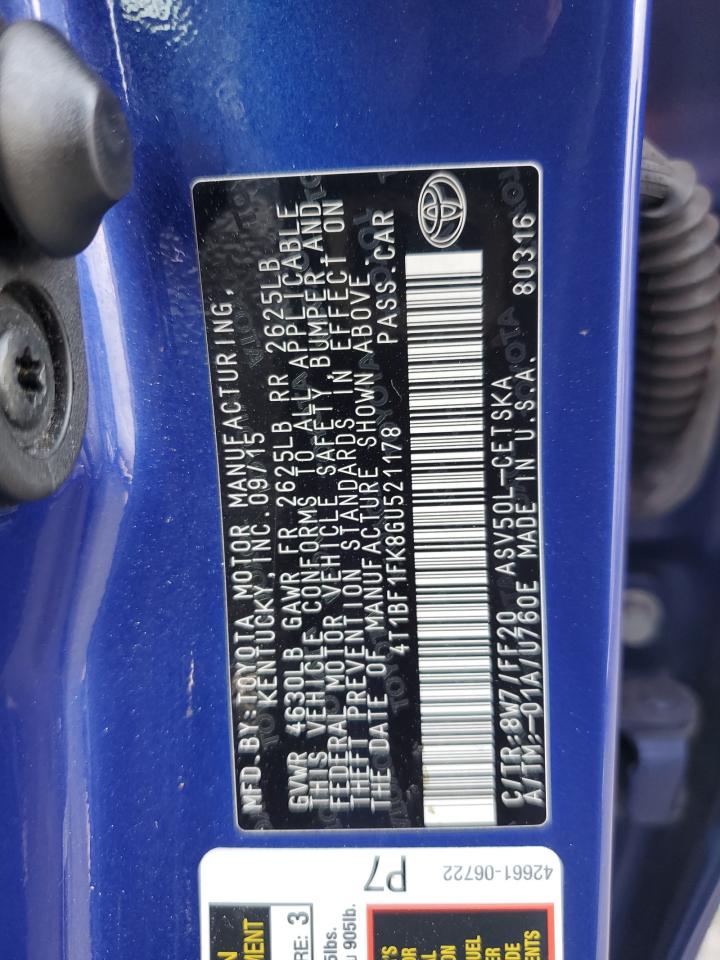 MFD. BY: TOYOTA MOTOR MANUFACTURING,
KENTUCKY, INC. 09/15
GVWR 4630LB GAWR FR 2625LB RR 2625LB
THIS VEHICLE CONFORMS TO ALL APPLICABLE
FEDERAL MOTOR VEHICLE SAFETY, BUMPER AND
THEFT PREVENTION STANDARDS IN EFFECT ON
THE DATE OF MANUFACTURE SHOWN ABOVE.
4T1BF1FK8GU521178 PASS.CAR
C/TR:8W7/FF20 ASV50L-CETSKA 80316
A/TM:-01A/U760E MADE IN U.S.A.
42661-06722
P7